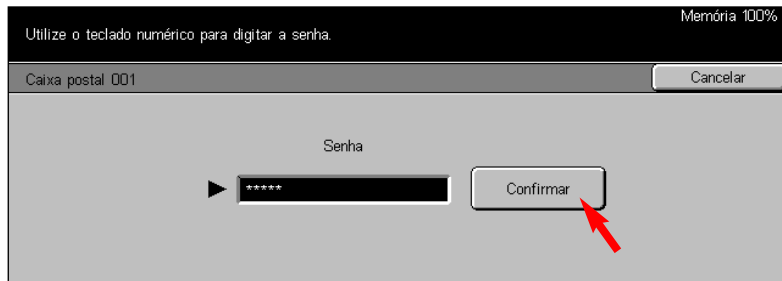 Memória 100%
Utilize o teclado numérico para digitar a senha.
Caixa postal 001
Cancelar
Senha
*****
Confirmar